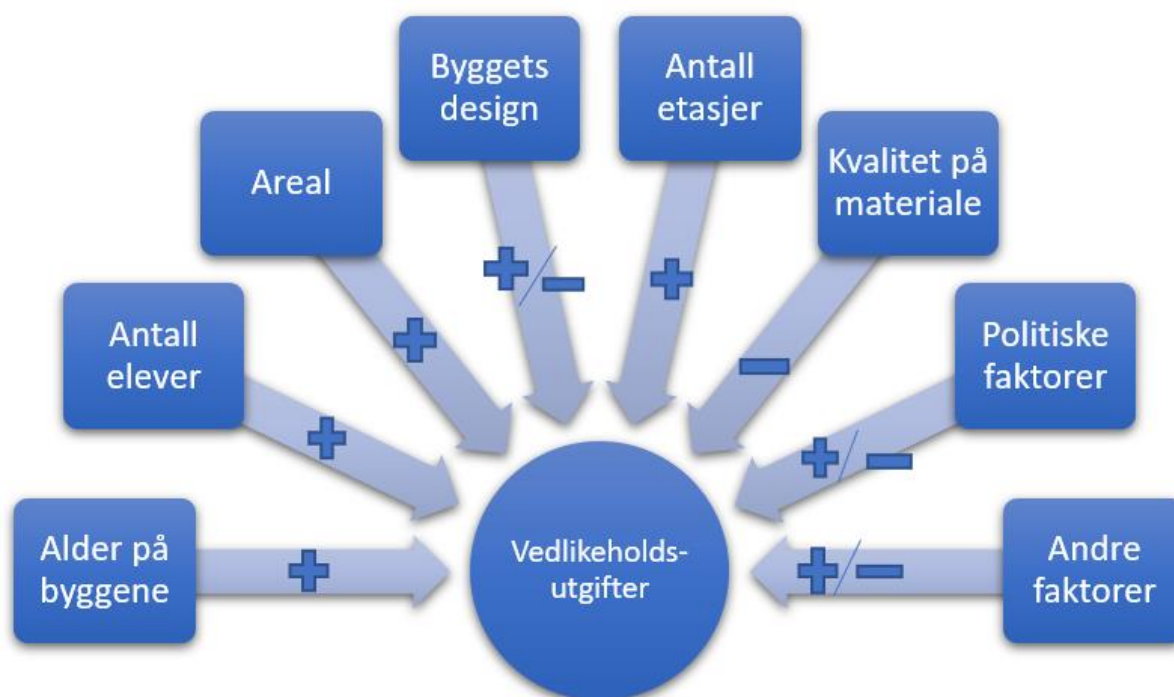 Byggets
design
Antall
etasjer
Areal
Kvalitet på
materiale
Antall
elever
Politiske
faktorer
Alder på
byggene
Vedlikeholds-
utgifter
Andre
faktorer